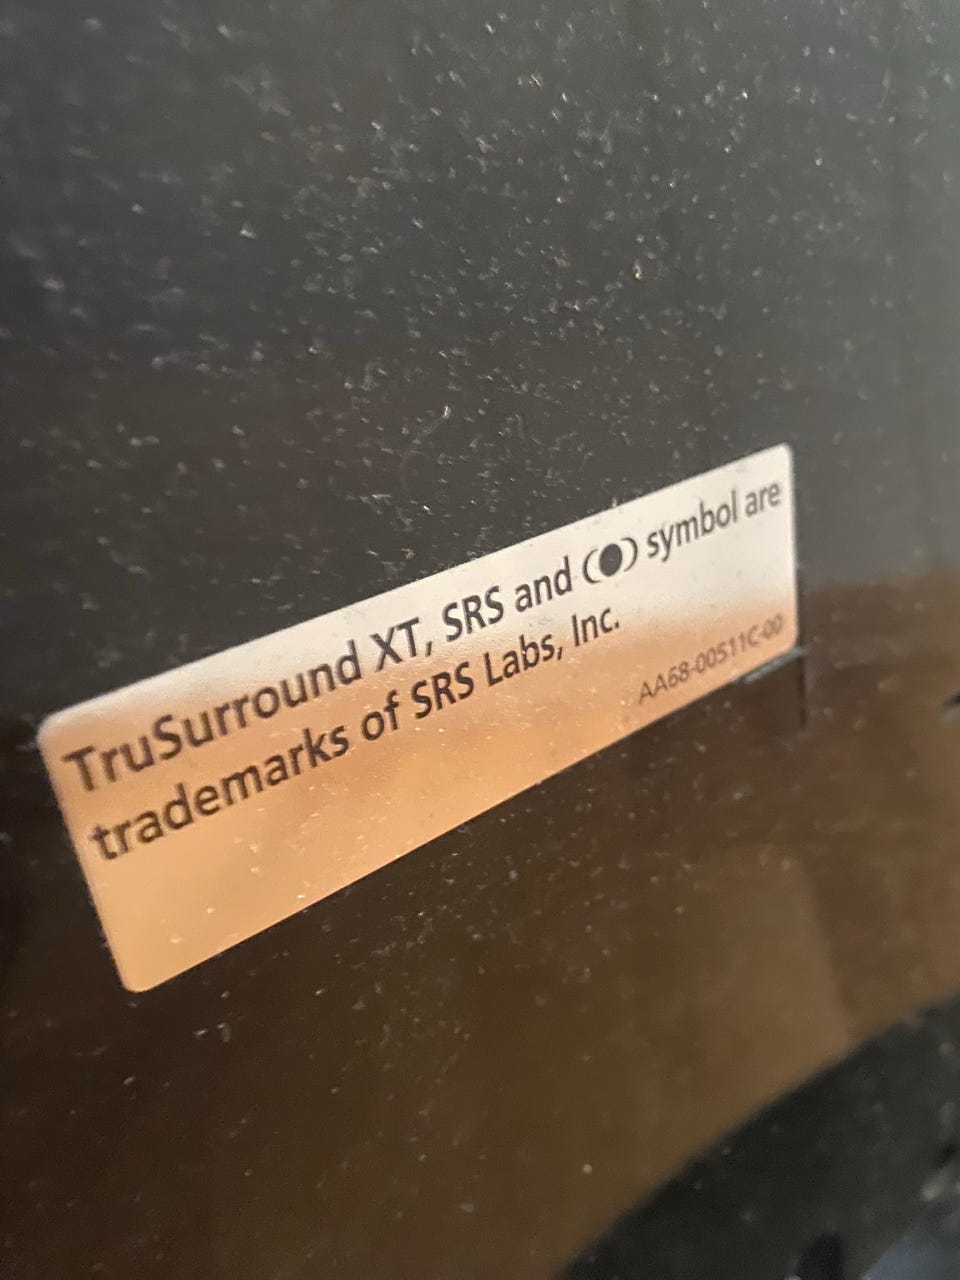 TruSurround XT, SRS and (●) symbol are
trademarks of SRS Labs, Inc.
AA68-00511C-00